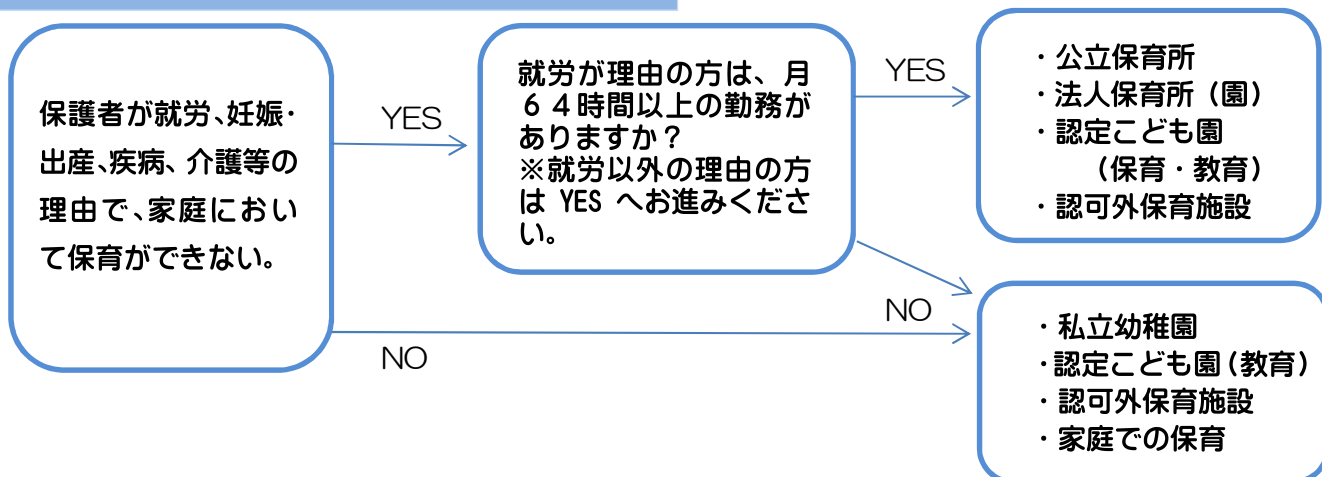 保護者が就労、妊娠・
出産、疾病、介護等の
理由で、家庭におい
て保育ができない。
YES
NO
就労が理由の方は、月
６４時間以上の勤務が
ありますか？
※就労以外の理由の方
は YES へお進みくださ
い。
YES
NO
・公立保育所
・法人保育所（園）
・認定こども園
（保育・教育）
・認可外保育施設
・私立幼稚園
・認定こども園（教育）
・認可外保育施設
・家庭での保育